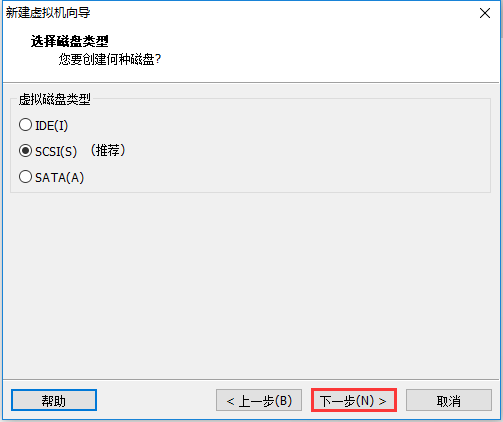 新建虚拟机向导
选择磁盘类型
您要创建何种磁盘?
虚拟磁盘类型
IDE(I)
SCSI(S) （推荐）
SATA(A)
帮助 < 上一步(B) 下一步(N) > 取消